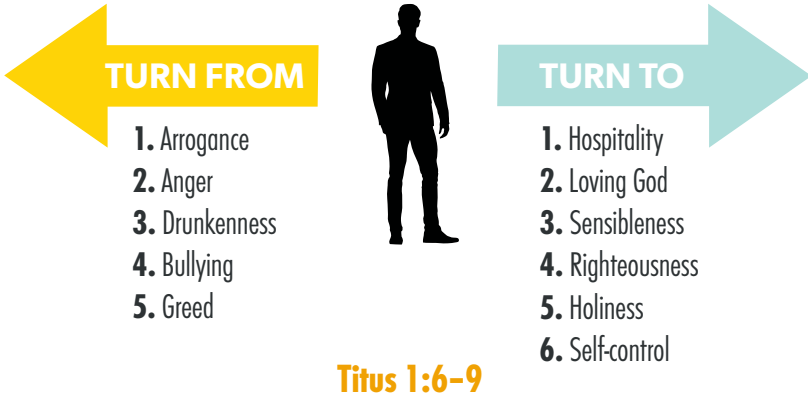 TURN FROM
1. Arrogance
2. Anger
3. Drunkenness
4. Bullying
5. Greed
TURN TO
1. Hospitality
2. Loving God
3. Sensibleness
4. Righteousness
5. Holiness
6. Self-control
Titus 1:6–9